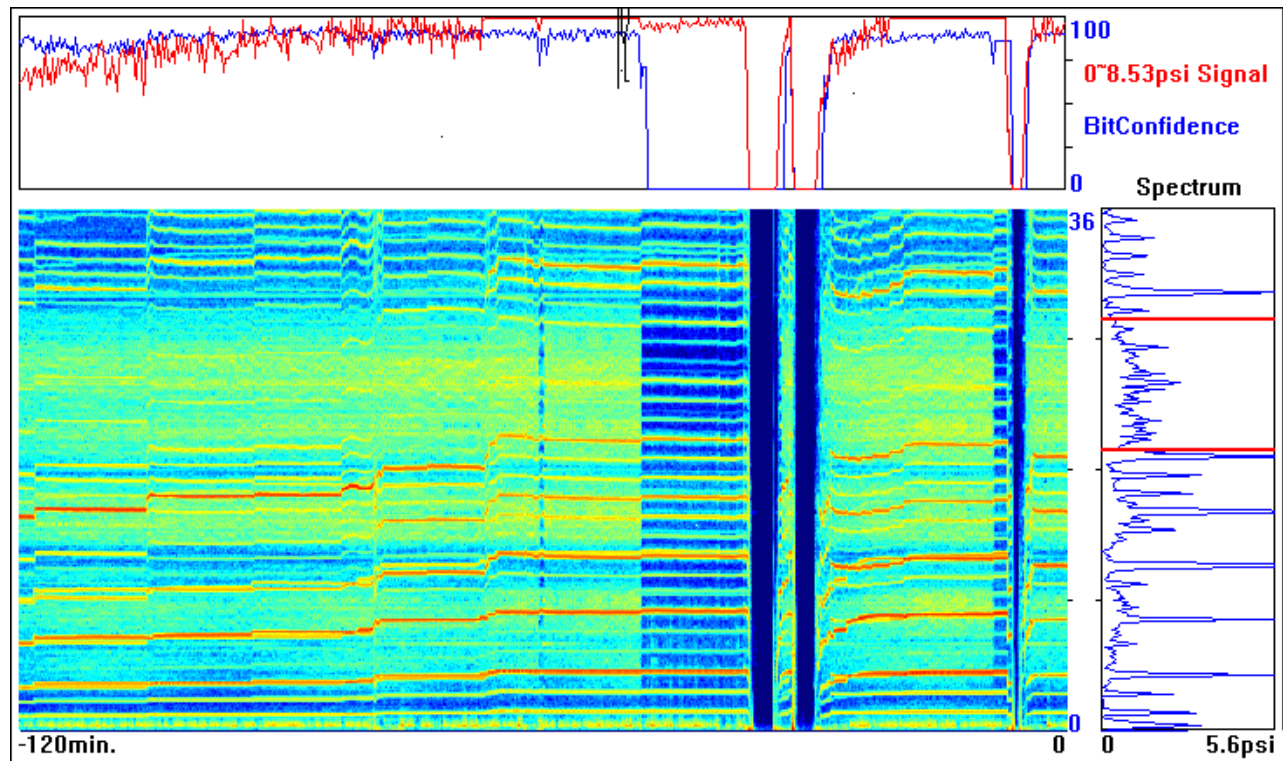 100
0~8.53psi Signal
BitConfidence
0
Spectrum
36
0
-120min.
0
0
5.6psi